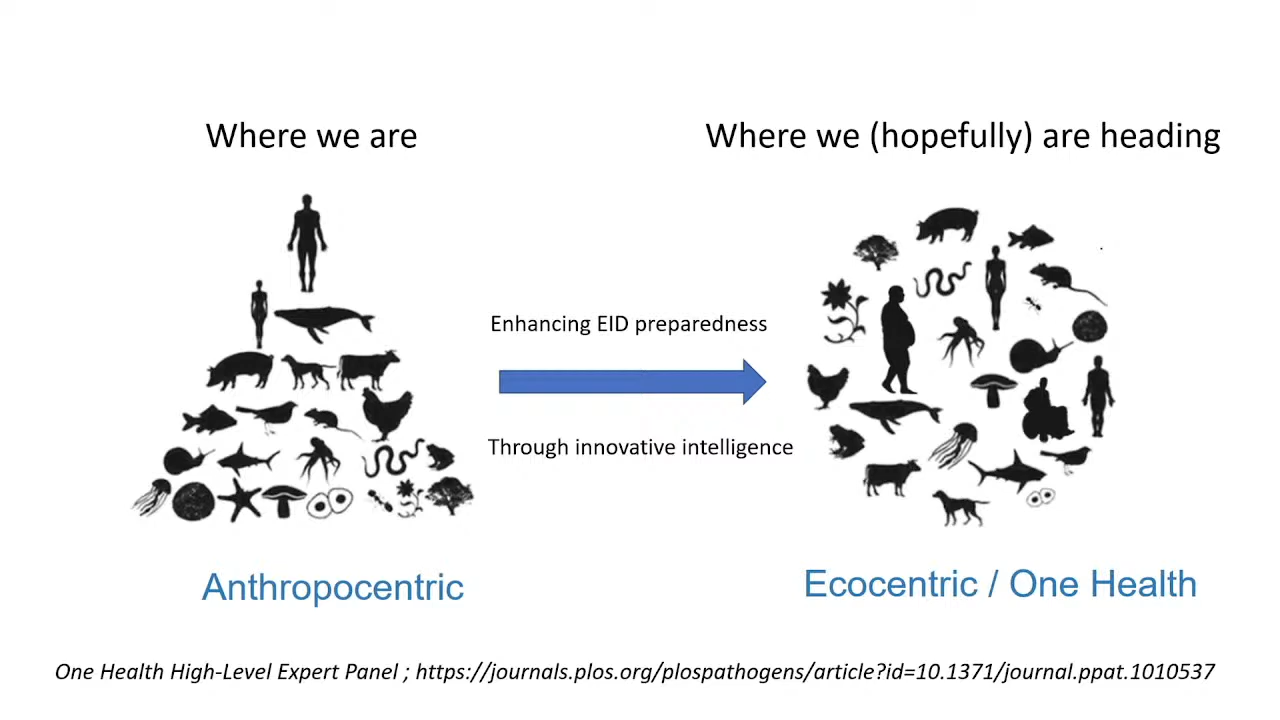 Where we are
Where we (hopefully) are heading
Enhancing EID preparedness
Through innovative intelligence
Anthropocentric
Ecocentric / One Health
One Health High-Level Expert Panel ; https://journals.plos.org/plospathogens/article?id=10.1371/journal.ppat.1010537